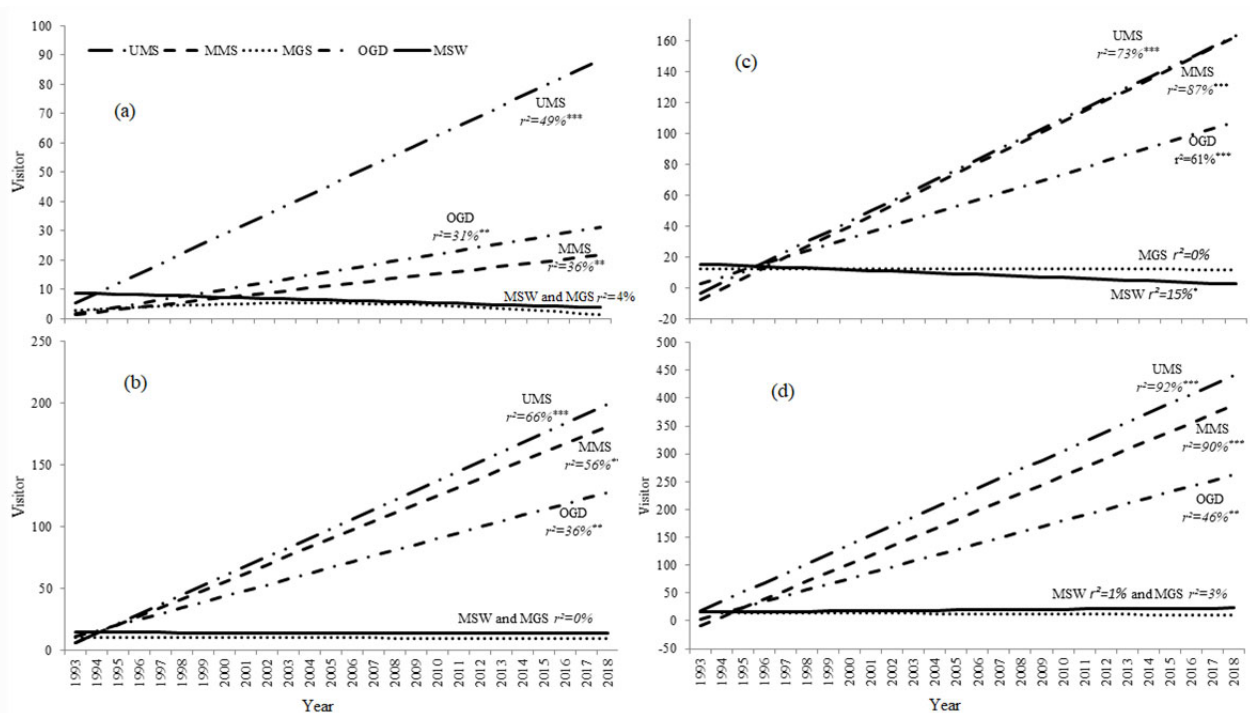 100
90
80
70
60
50
40
30
20
10
0
Visitor
UMS MMS MGS OGD MSW
(a)
UMS
r²=49%***
OGD
r²=31%**
MMS
r²=36%**
MSW and MGS r²=4%
250
200
150
100
50
0
Visitor
(b)
UMS
r²=66%***
MMS
r²=56%**
OGD
r²=36%**
MSW and MGS r²=0%
1993 1994 1995 1996 1997 1998 1999 2000 2001 2002 2003 2004 2005 2006 2007 2008 2009 2010 2011 2012 2013 2014 2015 2016 2017 2018
Year
160
140
120
100
80
60
40
20
0
-20
(c)
UMS
r²=73%***
MMS
r²=87%***
OGD
r²=61%***
MGS r²=0%
MSW r²=15%*
500
450
400
350
300
250
200
150
100
50
0
-50
Visitor
(d)
UMS
r²=92%***
MMS
r²=90%***
OGD
r²=46%**
MSW r²=1% and MGS r²=3%
1993 1994 1995 1996 1997 1998 1999 2000 2001 2002 2003 2004 2005 2006 2007 2008 2009 2010 2011 2012 2013 2014 2015 2016 2017 2018
Year